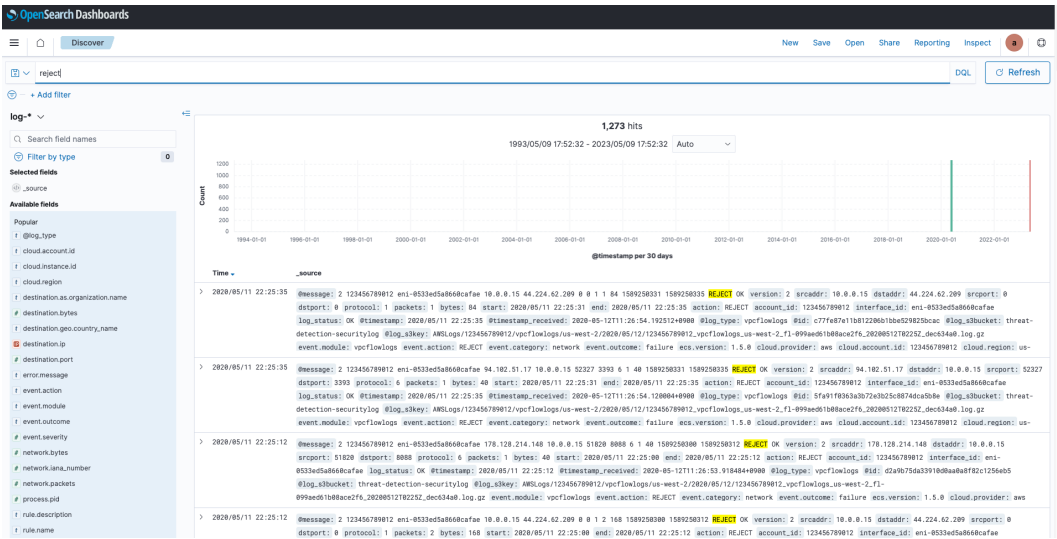 OpenSearch Dashboards
Discover
New Save Open Share Reporting Inspect a
reject
DQL
Refresh
+ Add filter
log-*
Search field names
Filter by type 0
Selected fields
_source
Available fields
Popular
t @log_type
t cloud.account.id
t cloud.instance.id
t cloud.region
t destination.as.organization.name
# destination.bytes
t destination.geo.country_name
destination.ip
# destination.port
t error.message
t event.action
t event.module
t event.outcome
# event.severity
# network.bytes
# network.iana_number
# network.packets
# process.pid
t rule.description
t rule.name
1,273 hits
1993/05/09 17:52:32 - 2023/05/09 17:52:32 Auto
Count
1200
1000
800
600
400
200
0
1994-01-01 1996-01-01 1998-01-01 2000-01-01 2002-01-01 2004-01-01 2006-01-01 2008-01-01 2010-01-01 2012-01-01 2014-01-01 2016-01-01 2018-01-01 2020-01-01 2022-01-01
@timestamp per 30 days
Time _source
2020/05/11 22:25:35 @message: 2 123456789012 eni-0533ed5a8660cafae 10.0.0.15 44.224.62.209 0 0 1 1 84 1589250331 1589250335 REJECT OK version: 2 srcaddr: 10.0.0.15 dstaddr: 44.224.62.209 srcport: 0
dstport: 0 protocol: 1 packets: 1 bytes: 84 start: 2020/05/11 22:25:31 end: 2020/05/11 22:25:35 action: REJECT account_id: 123456789012 interface_id: eni-0533ed5a8660cafae
log_status: OK @timestamp: 2020/05/11 22:25:35 @timestamp_received: 2020-05-12T11:26:54.192512+0900 @log_type: vpcflowlogs @id: c77fe87e11b812206b1bbe529825bcac @log_s3bucket: threat-
detection-securitylog @log_s3key: AWSLogs/123456789012/vpcflowlogs/us-west-2/2020/05/12/123456789012_vpcflowlogs_us-west-2_fl-099aed61b08ace2f6_20200512T0225Z_dec634a0.log.gz
event.module: vpcflowlogs event.action: REJECT event.category: network event.outcome: failure ecs.version: 1.5.0 cloud.provider: aws cloud.account.id: 123456789012 cloud.region: us-
2020/05/11 22:25:35 @message: 2 123456789012 eni-0533ed5a8660cafae 94.102.51.17 10.0.0.15 52327 3393 6 1 40 1589250331 1589250335 REJECT OK version: 2 srcaddr: 94.102.51.17 dstaddr: 10.0.0.15 srcport: 52327
dstport: 3393 protocol: 6 packets: 1 bytes: 40 start: 2020/05/11 22:25:31 end: 2020/05/11 22:25:35 action: REJECT account_id: 123456789012 interface_id: eni-0533ed5a8660cafae
log_status: OK @timestamp: 2020/05/11 22:25:35 @timestamp_received: 2020-05-12T11:26:54.120004+0900 @log_type: vpcflowlogs @id: 5fa91f0363a3b72e3b25c8874dca5b8e @log_s3bucket: threat-
detection-securitylog @log_s3key: AWSLogs/123456789012/vpcflowlogs/us-west-2/2020/05/12/123456789012_vpcflowlogs_us-west-2_fl-099aed61b08ace2f6_20200512T0225Z_dec634a0.log.gz
event.module: vpcflowlogs event.action: REJECT event.category: network event.outcome: failure ecs.version: 1.5.0 cloud.provider: aws cloud.account.id: 123456789012 cloud.region: us-
2020/05/11 22:25:12 @message: 2 123456789012 eni-0533ed5a8660cafae 178.128.214.148 10.0.0.15 51820 8088 6 1 40 1589250300 1589250312 REJECT OK version: 2 srcaddr: 178.128.214.148 dstaddr: 10.0.0.15
srcport: 51820 dstport: 8088 protocol: 6 packets: 1 bytes: 40 start: 2020/05/11 22:25:00 end: 2020/05/11 22:25:12 action: REJECT account_id: 123456789012 interface_id: eni-
0533ed5a8660cafae log_status: OK @timestamp: 2020/05/11 22:25:12 @timestamp_received: 2020-05-12T11:26:53.918484+0900 @log_type: vpcflowlogs @id: d2a9b75da33910d0aa0a8f82c1256eb5
@log_s3bucket: threat-detection-securitylog @log_s3key: AWSLogs/123456789012/vpcflowlogs/us-west-2/2020/05/12/123456789012_vpcflowlogs_us-west-2_fl-
099aed61b08ace2f6_20200512T0225Z_dec634a0.log.gz event.module: vpcflowlogs event.action: REJECT event.category: network event.outcome: failure ecs.version: 1.5.0 cloud.provider: aws
2020/05/11 22:25:12 @message: 2 123456789012 eni-0533ed5a8660cafae 10.0.0.15 44.224.62.209 0 0 1 2 168 1589250300 1589250312 REJECT OK version: 2 srcaddr: 10.0.0.15 dstaddr: 44.224.62.209 srcport: 0
dstport: 0 protocol: 1 packets: 2 bytes: 168 start: 2020/05/11 22:25:00 end: 2020/05/11 22:25:12 action: REJECT account_id: 123456789012 interface_id: eni-0533ed5a8660cafae